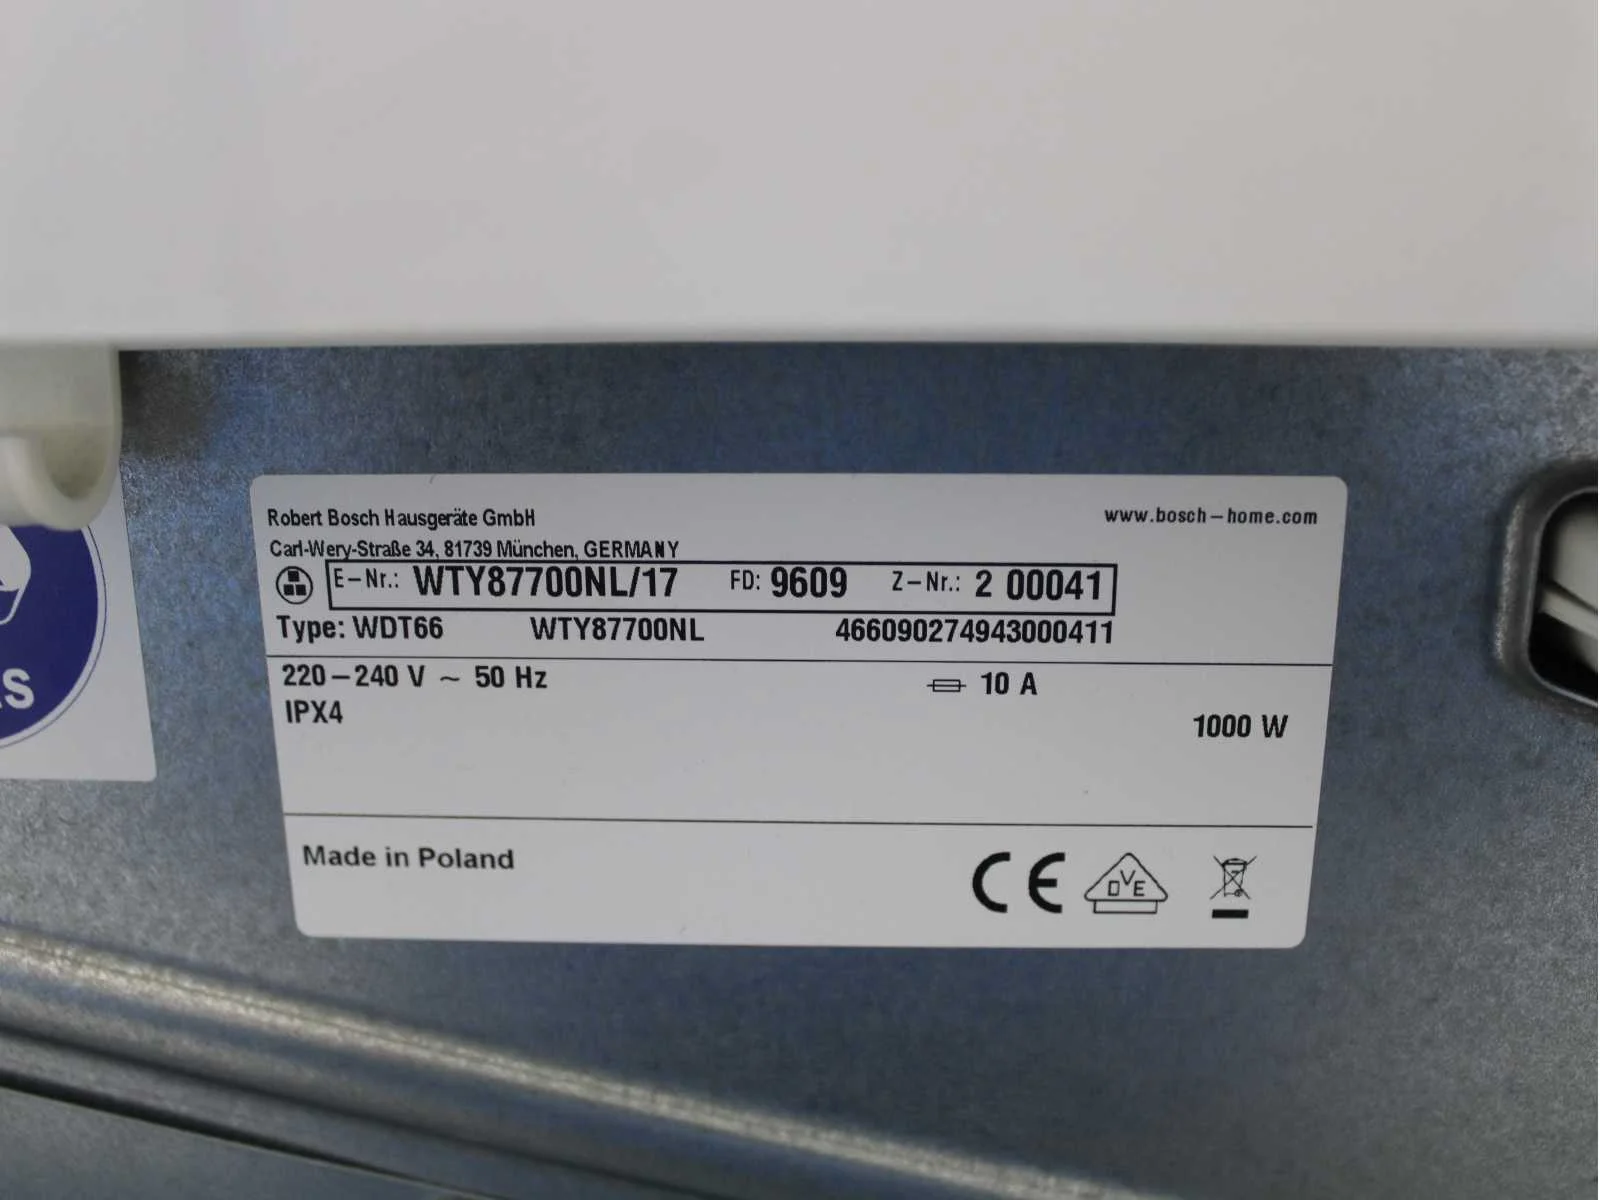 Robert Bosch Hausgeräte GmbH
www.bosch-home.com
Carl-Wery-Straße 34, 81739 München, GERMANY
E-Nr.: WTY87700NL/17 FD: 9609 Z-Nr.: 2 00041
Type: WDT66 WTY87700NL 466090274943000411
220-240 V ~ 50 Hz 10 A
IPX4 1000 W
Made in Poland
CE DVE